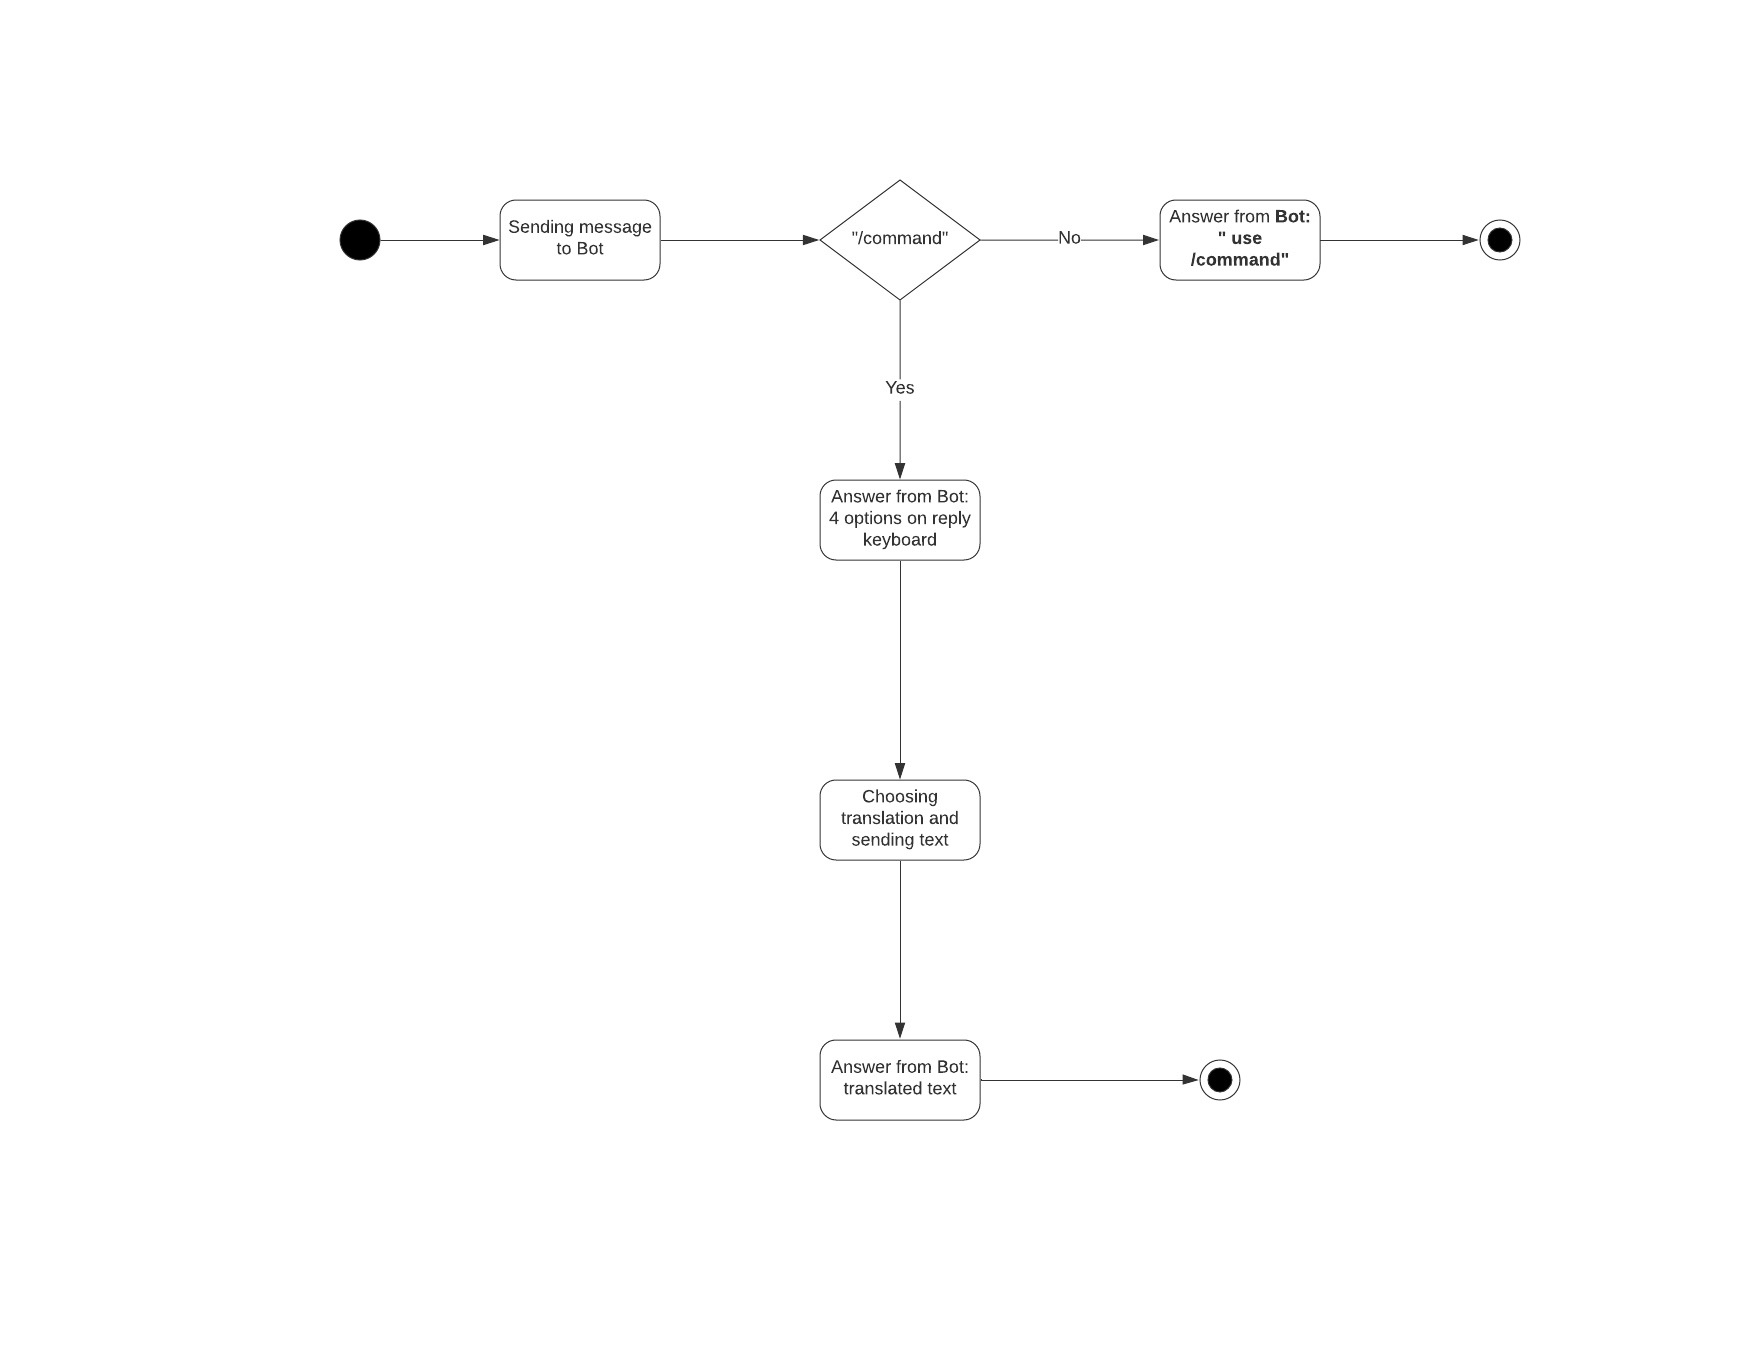 Sending message
to Bot
"/command"
No
Answer from Bot:
" use
/command"
Yes
Answer from Bot:
4 options on reply
keyboard
Choosing
translation and
sending text
Answer from Bot:
translated text